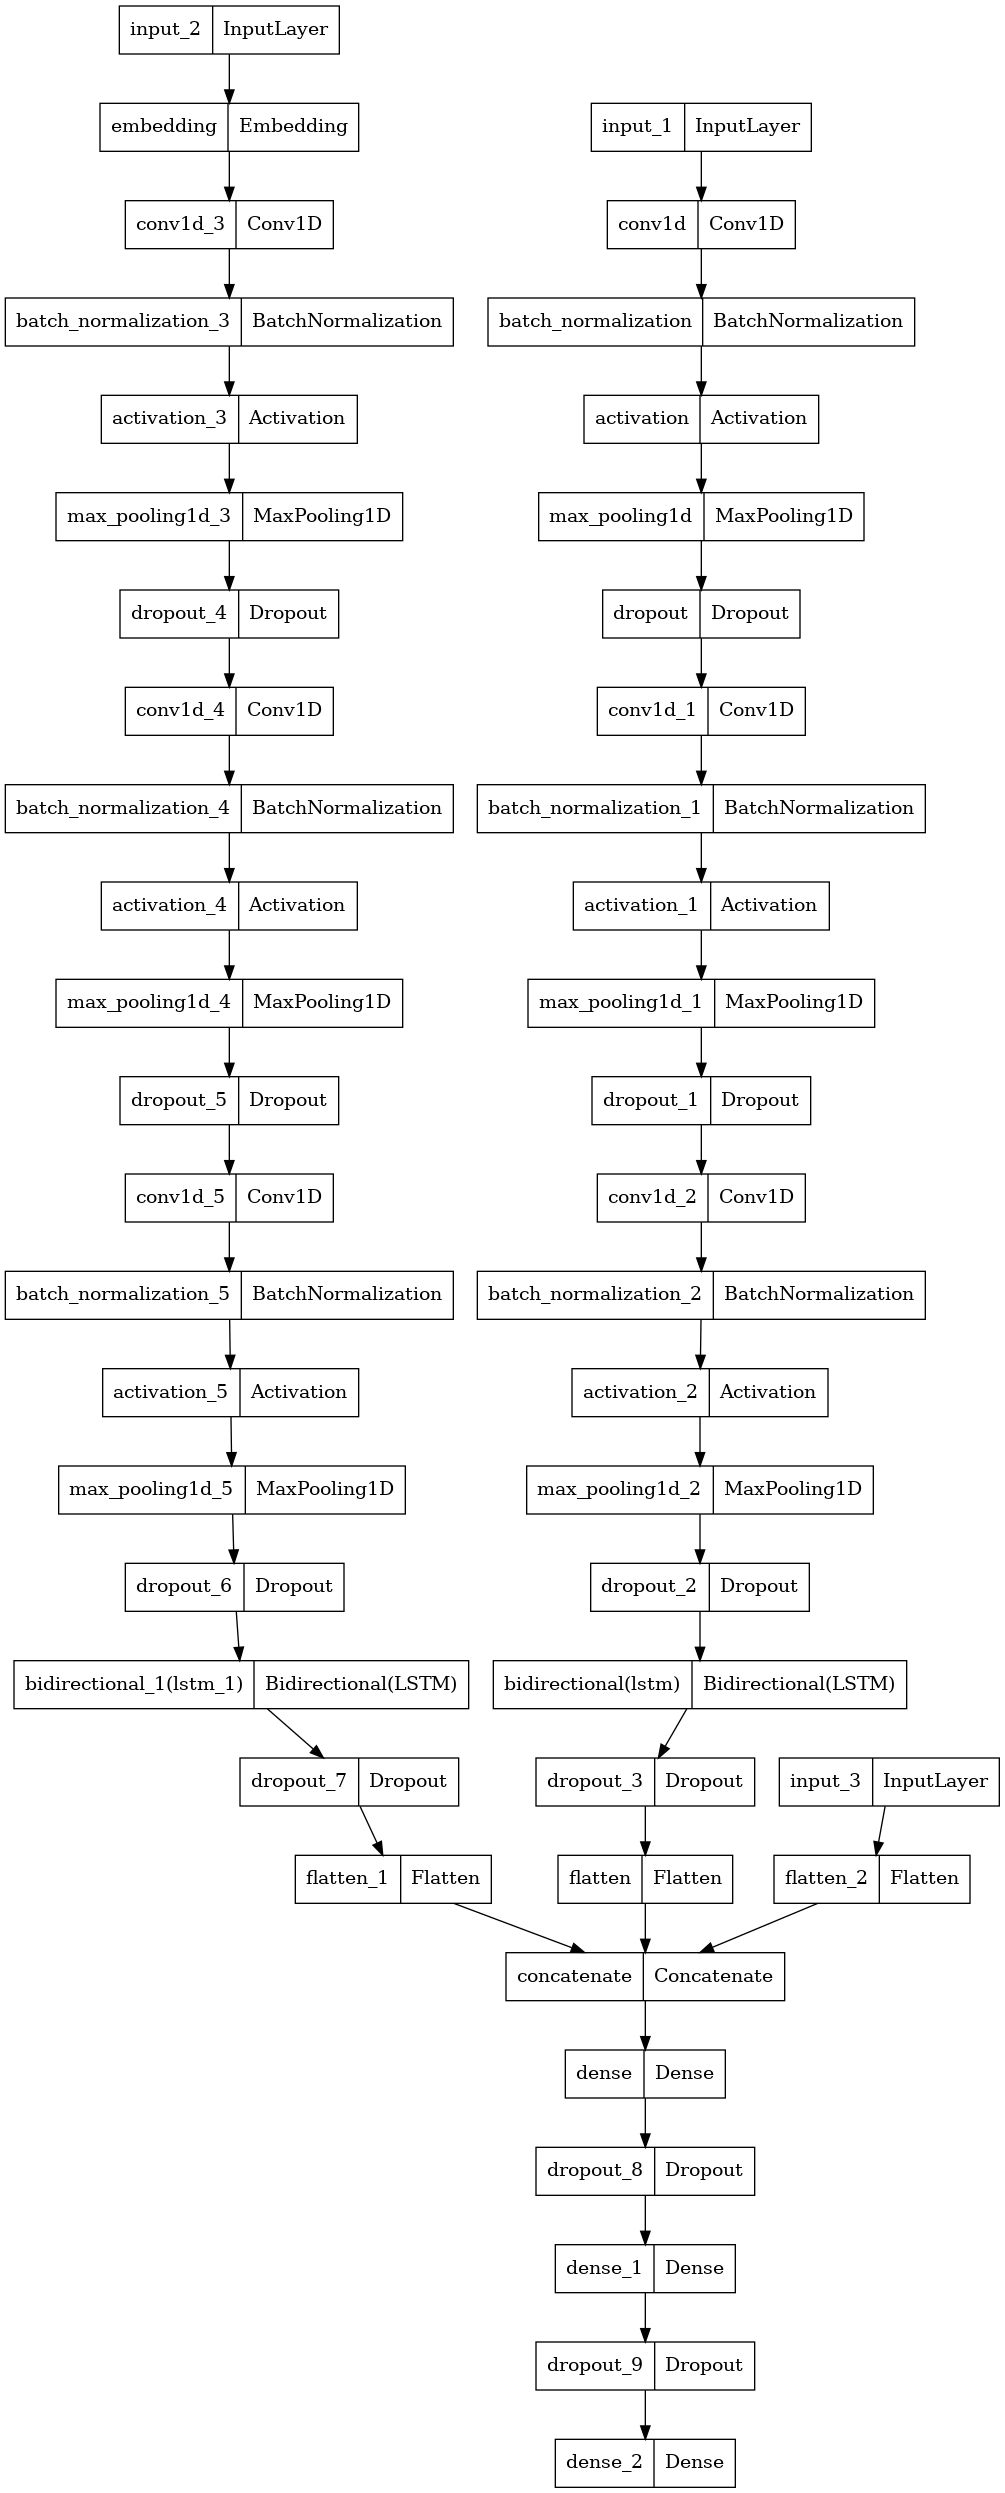 input_2 InputLayer
embedding Embedding
input_1 InputLayer
conv1d_3 Conv1D
conv1d Conv1D
batch_normalization_3 BatchNormalization
batch_normalization BatchNormalization
activation_3 Activation
activation Activation
max_pooling1d_3 MaxPooling1D
max_pooling1d MaxPooling1D
dropout_4 Dropout
dropout Dropout
conv1d_4 Conv1D
conv1d_1 Conv1D
batch_normalization_4 BatchNormalization
batch_normalization_1 BatchNormalization
activation_4 Activation
activation_1 Activation
max_pooling1d_4 MaxPooling1D
max_pooling1d_1 MaxPooling1D
dropout_5 Dropout
dropout_1 Dropout
conv1d_5 Conv1D
conv1d_2 Conv1D
batch_normalization_5 BatchNormalization
batch_normalization_2 BatchNormalization
activation_5 Activation
activation_2 Activation
max_pooling1d_5 MaxPooling1D
max_pooling1d_2 MaxPooling1D
dropout_6 Dropout
dropout_2 Dropout
bidirectional_1(lstm_1) Bidirectional(LSTM)
bidirectional(lstm) Bidirectional(LSTM)
dropout_7 Dropout
dropout_3 Dropout
input_3 InputLayer
flatten_1 Flatten
flatten Flatten
flatten_2 Flatten
concatenate Concatenate
dense Dense
dropout_8 Dropout
dense_1 Dense
dropout_9 Dropout
dense_2 Dense